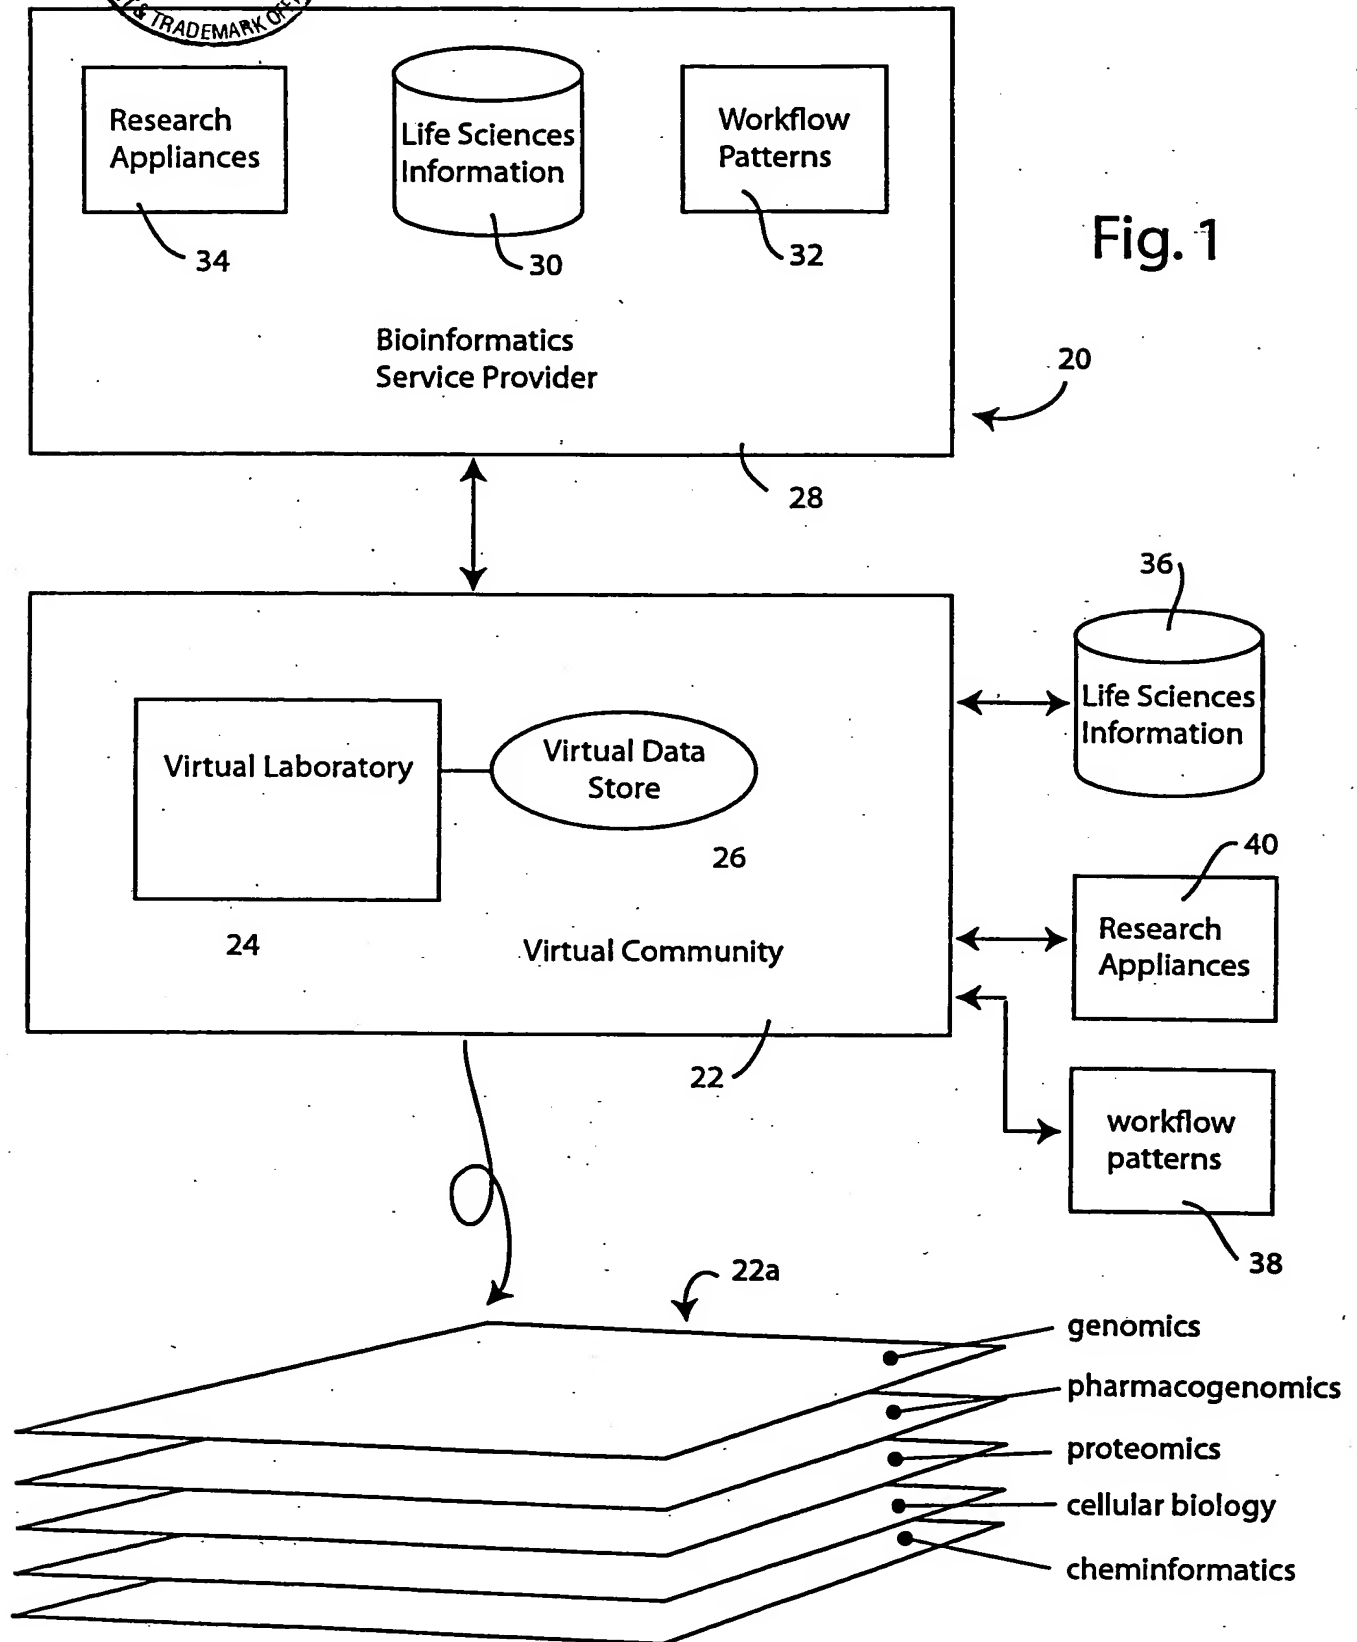 & TRADEMARK OFF
Research
Appliances
Life Sciences
Information
Workflow
Patterns
34
30
32
Fig. 1
Bioinformatics
Service Provider
20
28
36
Life Sciences
Information
Virtual Laboratory
Virtual Data
Store
26
40
24
Virtual Community
Research
Appliances
22
workflow
patterns
38
22a
genomics
pharmacogenomics
proteomics
cellular biology
cheminformatics